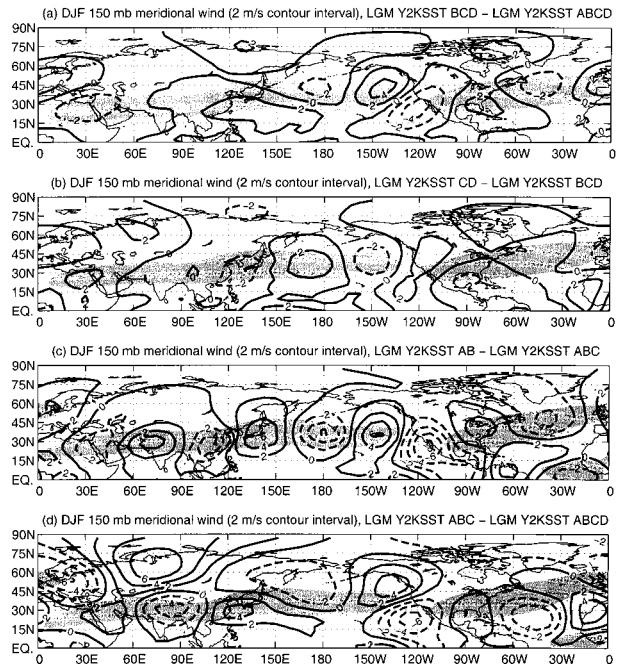 (a) DJF 150 mb meridional wind (2 m/s contour interval), LGM Y2KSST BCD – LGM Y2KSST ABCD
90N
75N
60N
45N
30N
15N
EQ.
0 30E 60E 90E 120E 150E 180 150W 120W 90W 60W 30W 0
(b) DJF 150 mb meridional wind (2 m/s contour interval), LGM Y2KSST CD – LGM Y2KSST BCD
90N
75N
60N
45N
30N
15N
EQ.
0 30E 60E 90E 120E 150E 180 150W 120W 90W 60W 30W 0
(c) DJF 150 mb meridional wind (2 m/s contour interval), LGM Y2KSST AB – LGM Y2KSST ABC
90N
75N
60N
45N
30N
15N
EQ.
0 30E 60E 90E 120E 150E 180 150W 120W 90W 60W 30W 0
(d) DJF 150 mb meridional wind (2 m/s contour interval), LGM Y2KSST ABC – LGM Y2KSST ABCD
90N
75N
60N
45N
30N
15N
EQ.
0 30E 60E 90E 120E 150E 180 150W 120W 90W 60W 30W 0